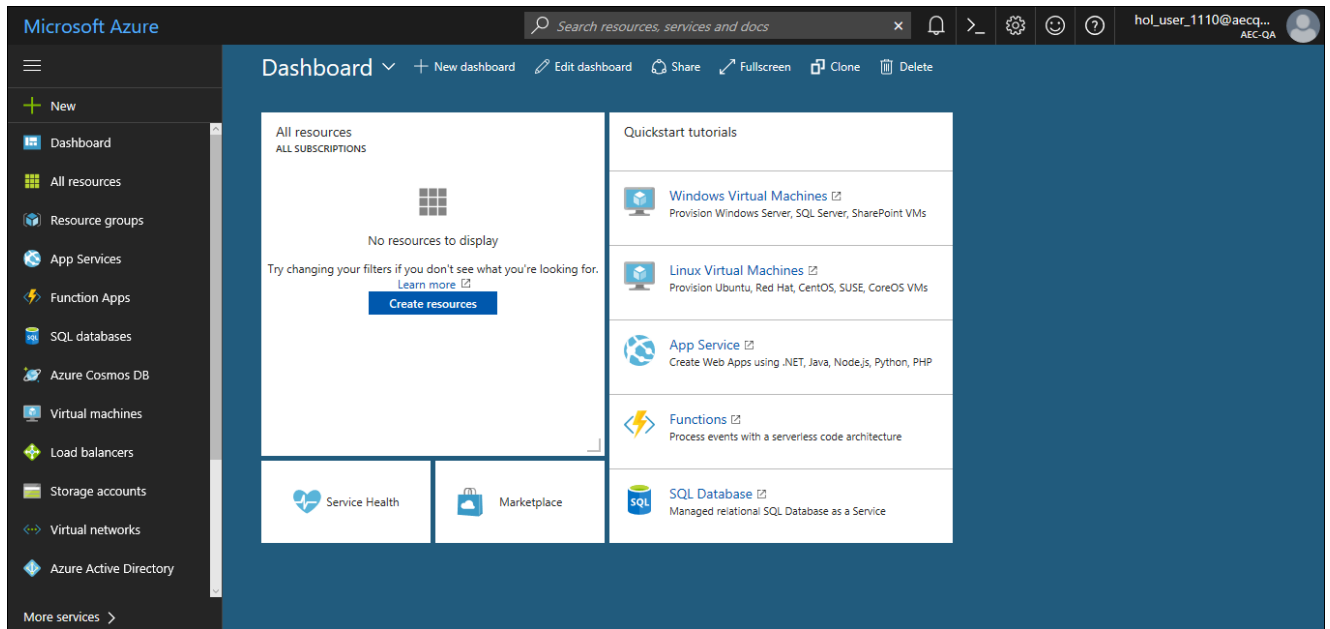 Microsoft Azure
Search resources, services and docs
hol_user_1110@aecq...
AEC-QA
New
Dashboard
All resources
Resource groups
App Services
Function Apps
SQL databases
Azure Cosmos DB
Virtual machines
Load balancers
Storage accounts
Virtual networks
Azure Active Directory
More services
Dashboard
New dashboard
Edit dashboard
Share
Fullscreen
Clone
Delete
All resources
ALL SUBSCRIPTIONS
No resources to display
Try changing your filters if you don't see what you're looking for.
Learn more
Create resources
Service Health
Marketplace
Quickstart tutorials
Windows Virtual Machines
Provision Windows Server, SQL Server, SharePoint VMs
Linux Virtual Machines
Provision Ubuntu, Red Hat, CentOS, SUSE, CoreOS VMs
App Service
Create Web Apps using .NET, Java, Node.js, Python, PHP
Functions
Process events with a serverless code architecture
SQL
SQL Database
Managed relational SQL Database as a Service